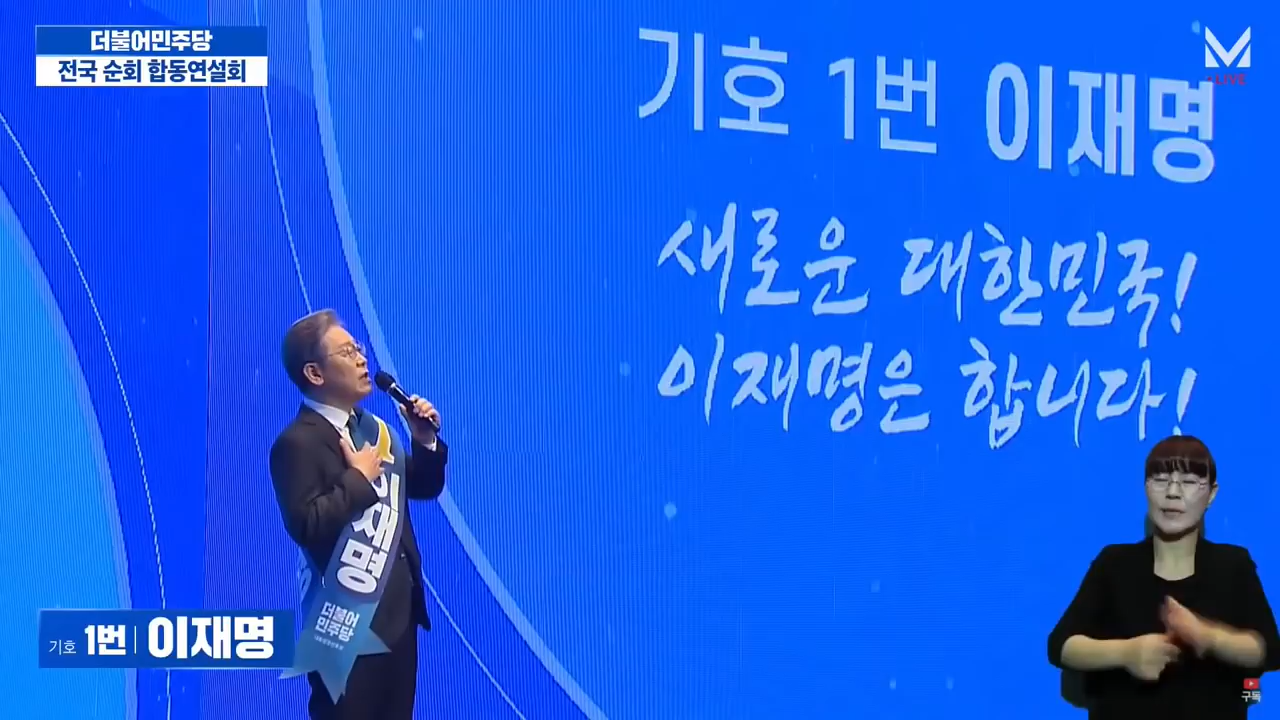 더불어민주당
전국 순회 합동연설회
LIVE
기호 1번 이재명
새로운 대한민국!
이재명은 합니다!
이재명
더불어
민주당
기호 1번 이재명
구독